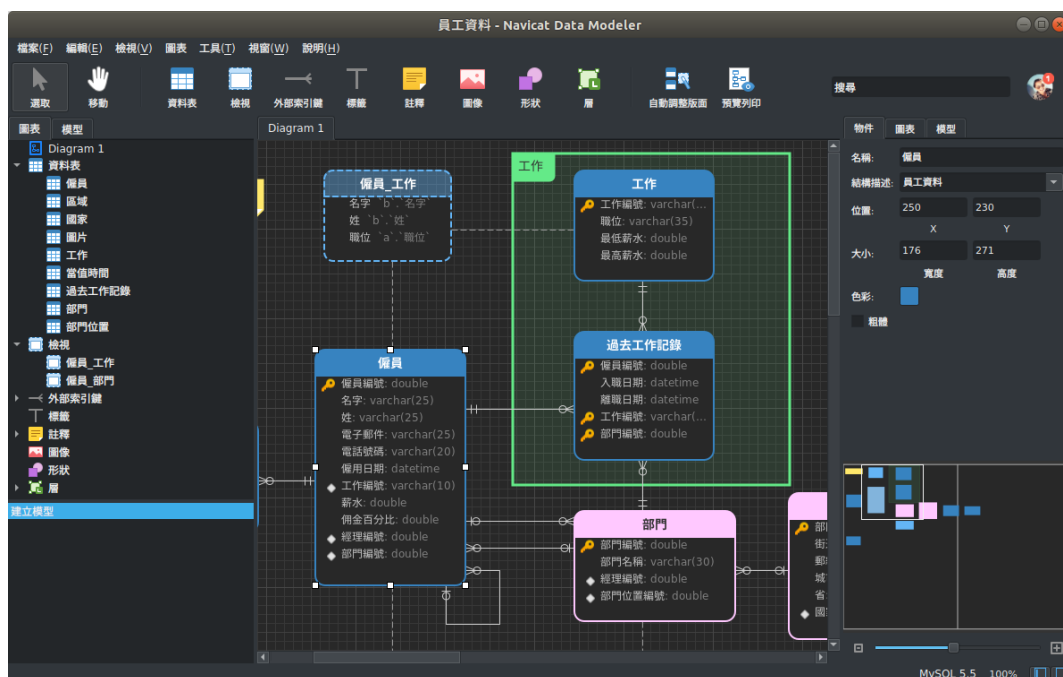 員工資料 - Navicat Data Modeler
檔案(F) 編輯(E) 檢視(V) 圖表 工具(T) 視窗(W) 說明(H)
選取 移動 資料表 檢視 外部索引鍵 標籤 註釋 圖像 形狀 層 自動調整版面 預覽列印
搜尋
1
圖表 模型
Diagram 1
資料表
僱員
區域
國家
圖片
工作
當值時間
過去工作記錄
部門
部門位置
檢視
僱員_工作
僱員_部門
外部索引鍵
標籤
註釋
圖像
形狀
層
建立模型
Diagram 1
僱員_工作
名字 `b`.`名字`
姓 `b`.`姓`
職位 `a`.`職位`
工作
工作
工作編號: varchar(...
職位: varchar(35)
最低薪水: double
最高薪水: double
過去工作記錄
僱員編號: double
入職日期: datetime
離職日期: datetime
工作編號: varchar(...
部門編號: double
僱員
僱員編號: double
名字: varchar(25)
姓: varchar(25)
電子郵件: varchar(25)
電話號碼: varchar(20)
僱用日期: datetime
工作編號: varchar(10)
薪水: double
佣金百分比: double
經理編號: double
部門編號: double
部門
部門編號: double
部門名稱: varchar(30)
經理編號: double
部門位置編號: double
街
郵
城
省
國
物件 圖表 模型
名稱: 僱員
結構描述: 員工資料
位置: 250 230
X Y
大小: 176 271
寬度 高度
色彩:
粗體
MySQL 5.5 100%